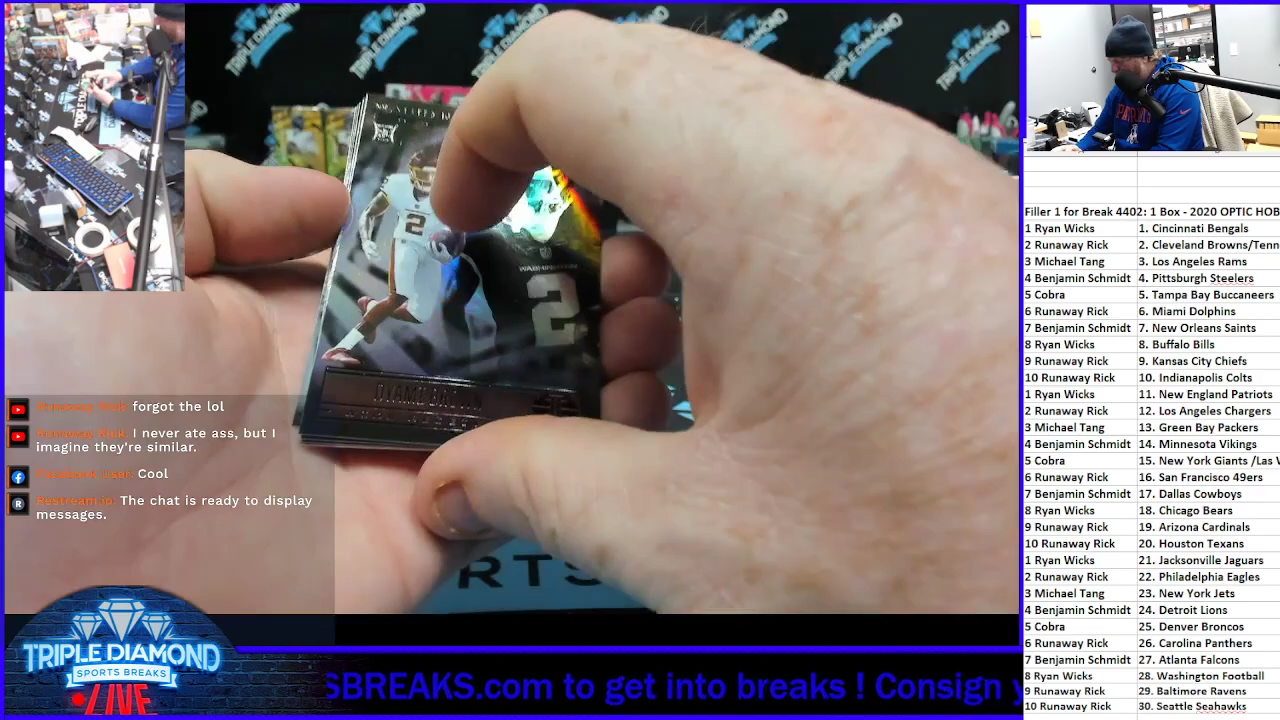 TRIPLE DIAMOND
TRIPLE DIAMOND
TRIPLE DIAMOND
WASHINGTON
2
2
RTS
forgot the lol
I never ate ass, but I
imagine they're similar.
Cool
Restream.io: The chat is ready to display
messages.
TRIPLE DIAMOND
SPORTS BREAKS
LIVE
SBREAKS.com to get into breaks ! Consign
Filler 1 for Break 4402: 1 Box - 2020 OPTIC HOB
1 Ryan Wicks 1. Cincinnati Bengals
2 Runaway Rick 2. Cleveland Browns/Tenn
3 Michael Tang 3. Los Angeles Rams
4 Benjamin Schmidt 4. Pittsburgh Steelers
5 Cobra 5. Tampa Bay Buccaneers
6 Runaway Rick 6. Miami Dolphins
7 Benjamin Schmidt 7. New Orleans Saints
8 Ryan Wicks 8. Buffalo Bills
9 Runaway Rick 9. Kansas City Chiefs
10 Runaway Rick 10. Indianapolis Colts
1 Ryan Wicks 11. New England Patriots
2 Runaway Rick 12. Los Angeles Chargers
3 Michael Tang 13. Green Bay Packers
4 Benjamin Schmidt 14. Minnesota Vikings
5 Cobra 15. New York Giants /Las V
6 Runaway Rick 16. San Francisco 49ers
7 Benjamin Schmidt 17. Dallas Cowboys
8 Ryan Wicks 18. Chicago Bears
9 Runaway Rick 19. Arizona Cardinals
10 Runaway Rick 20. Houston Texans
1 Ryan Wicks 21. Jacksonville Jaguars
2 Runaway Rick 22. Philadelphia Eagles
3 Michael Tang 23. New York Jets
4 Benjamin Schmidt 24. Detroit Lions
5 Cobra 25. Denver Broncos
6 Runaway Rick 26. Carolina Panthers
7 Benjamin Schmidt 27. Atlanta Falcons
8 Ryan Wicks 28. Washington Football
9 Runaway Rick 29. Baltimore Ravens
10 Runaway Rick 30. Seattle Seahawks